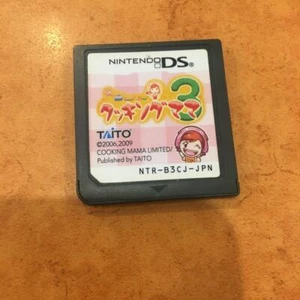 NINTENDO DS
クッキングママ3
TAITO
©2006,2009
COOKING MAMA LIMITED/
Published by TAITO
NTR-B3CJ-JPN